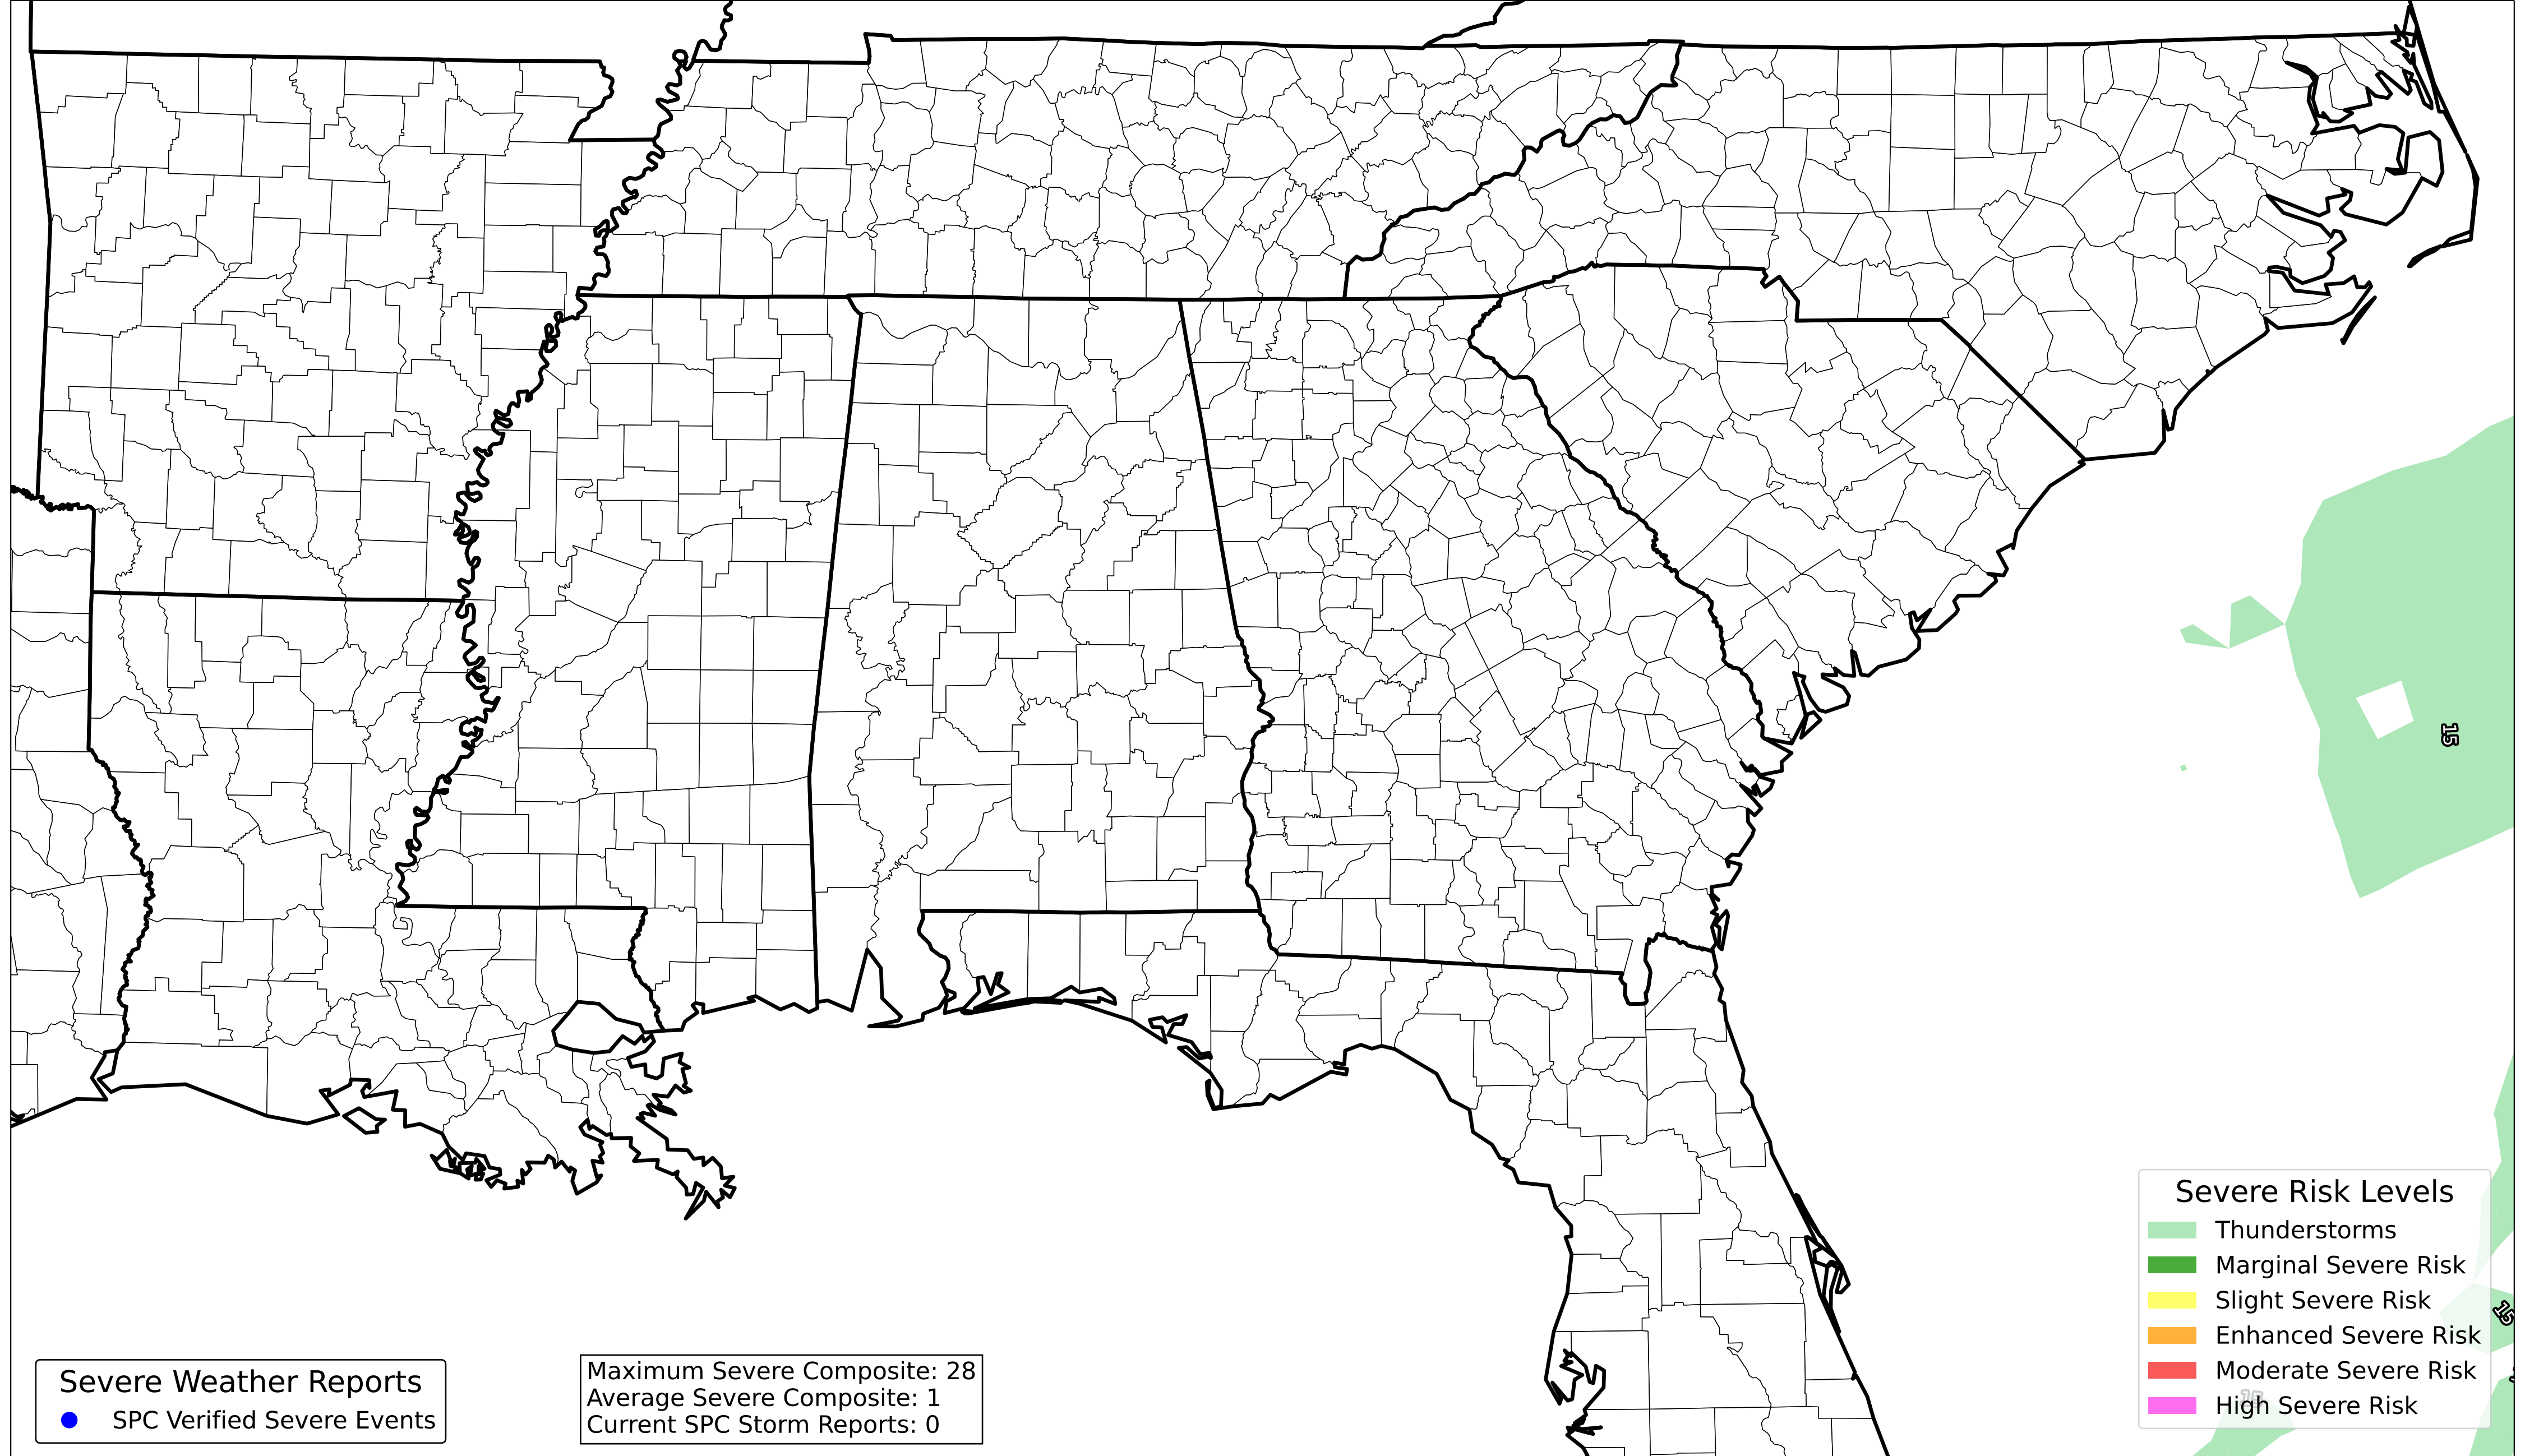 15
Severe Risk Levels
Thunderstorms
Marginal Severe Risk
Slight Severe Risk
15
Enhanced Severe Risk
Moderate Severe Risk
High Severe Risk
Severe Weather Reports
SPC Verified Severe Events
Maximum Severe Composite: 28
Average Severe Composite: 1
Current SPC Storm Reports: 0